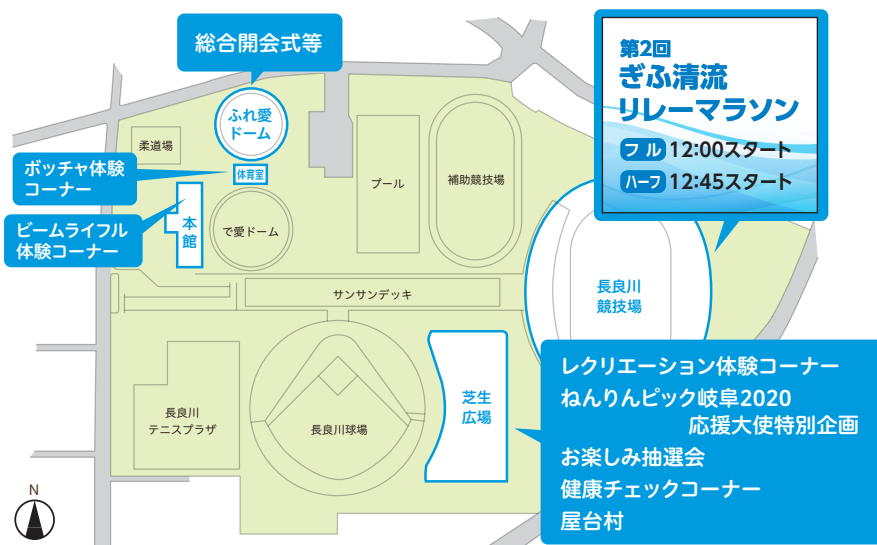 総合開会式等
第2回
ぎふ清流
リレーマラソン
フル 12:00スタート
ハーフ 12:45スタート
ふれ愛
ドーム
柔道場
ボッチャ体験
コーナー
体育室
プール
補助競技場
ビームライフル
体験コーナー
本
館
で愛ドーム
サンサンデッキ
長良川
競技場
レクリエーション体験コーナー
ねんりんピック岐阜2020
応援大使特別企画
お楽しみ抽選会
健康チェックコーナー
屋台村
芝生
広場
長良川
テニスプラザ
長良川球場
N